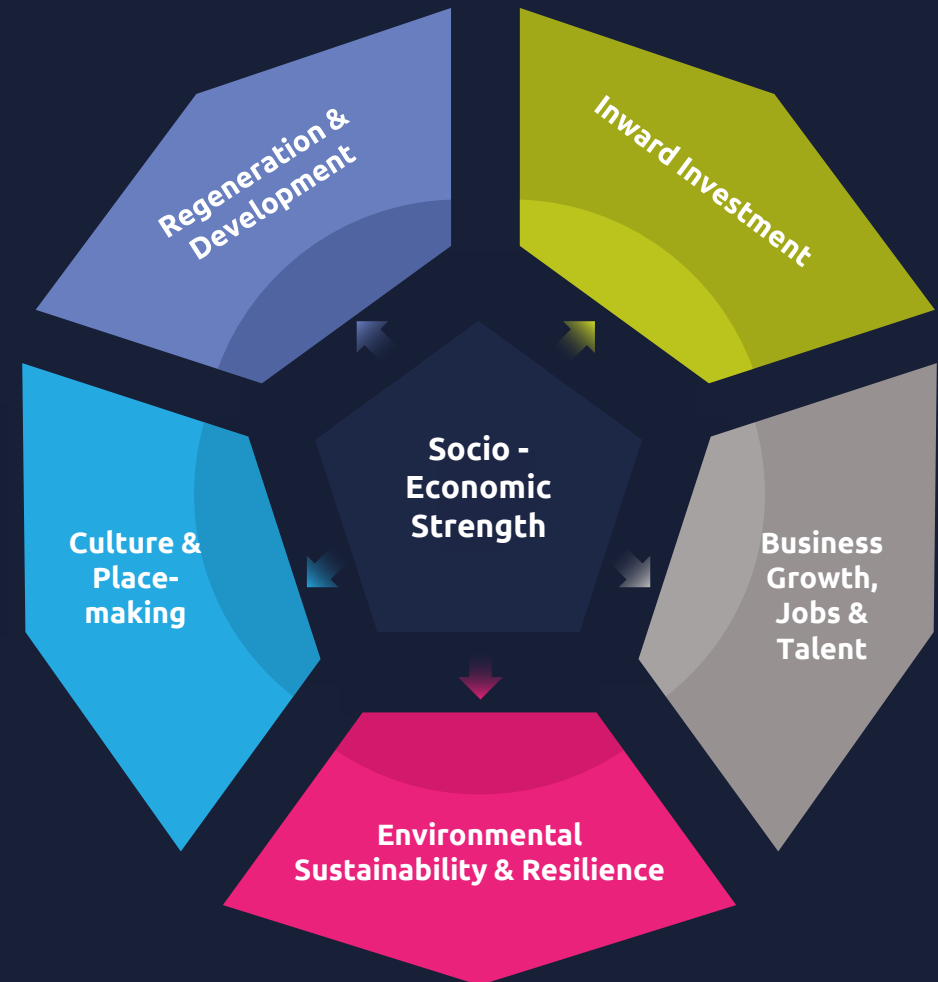 Regeneration &
Development
Inward Investment
Socio -
Economic
Strength
Culture &
Place-
making
Business
Growth,
Jobs &
Talent
Environmental
Sustainability & Resilience